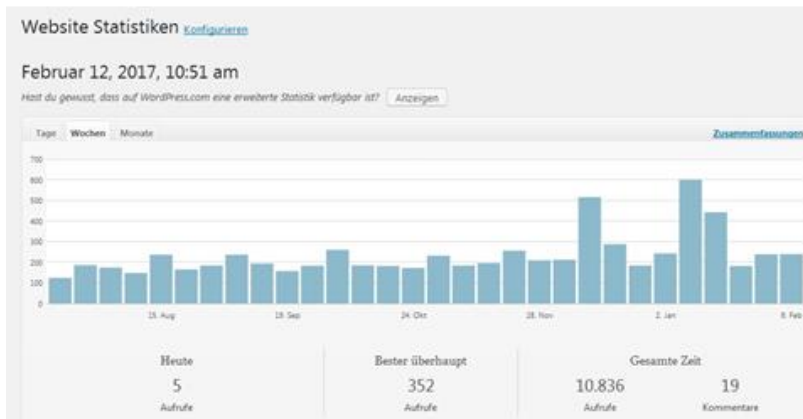 Website Statistiken Konfigurieren
Februar 12, 2017, 10:51 am
Hast du gewusst, dass auf WordPress.com eine erweiterte Statistik verfügbar ist? Anzeigen
Tage Wochen Monate Zusammenfassungen
700
600
500
400
300
200
100
0
15. Aug 19. Sep 24. Okt 28. Nov 2. Jan 6. Feb
Heute Bester überhaupt Gesamte Zeit
5 352 10.836 19
Aufrufe Aufrufe Aufrufe Kommentare